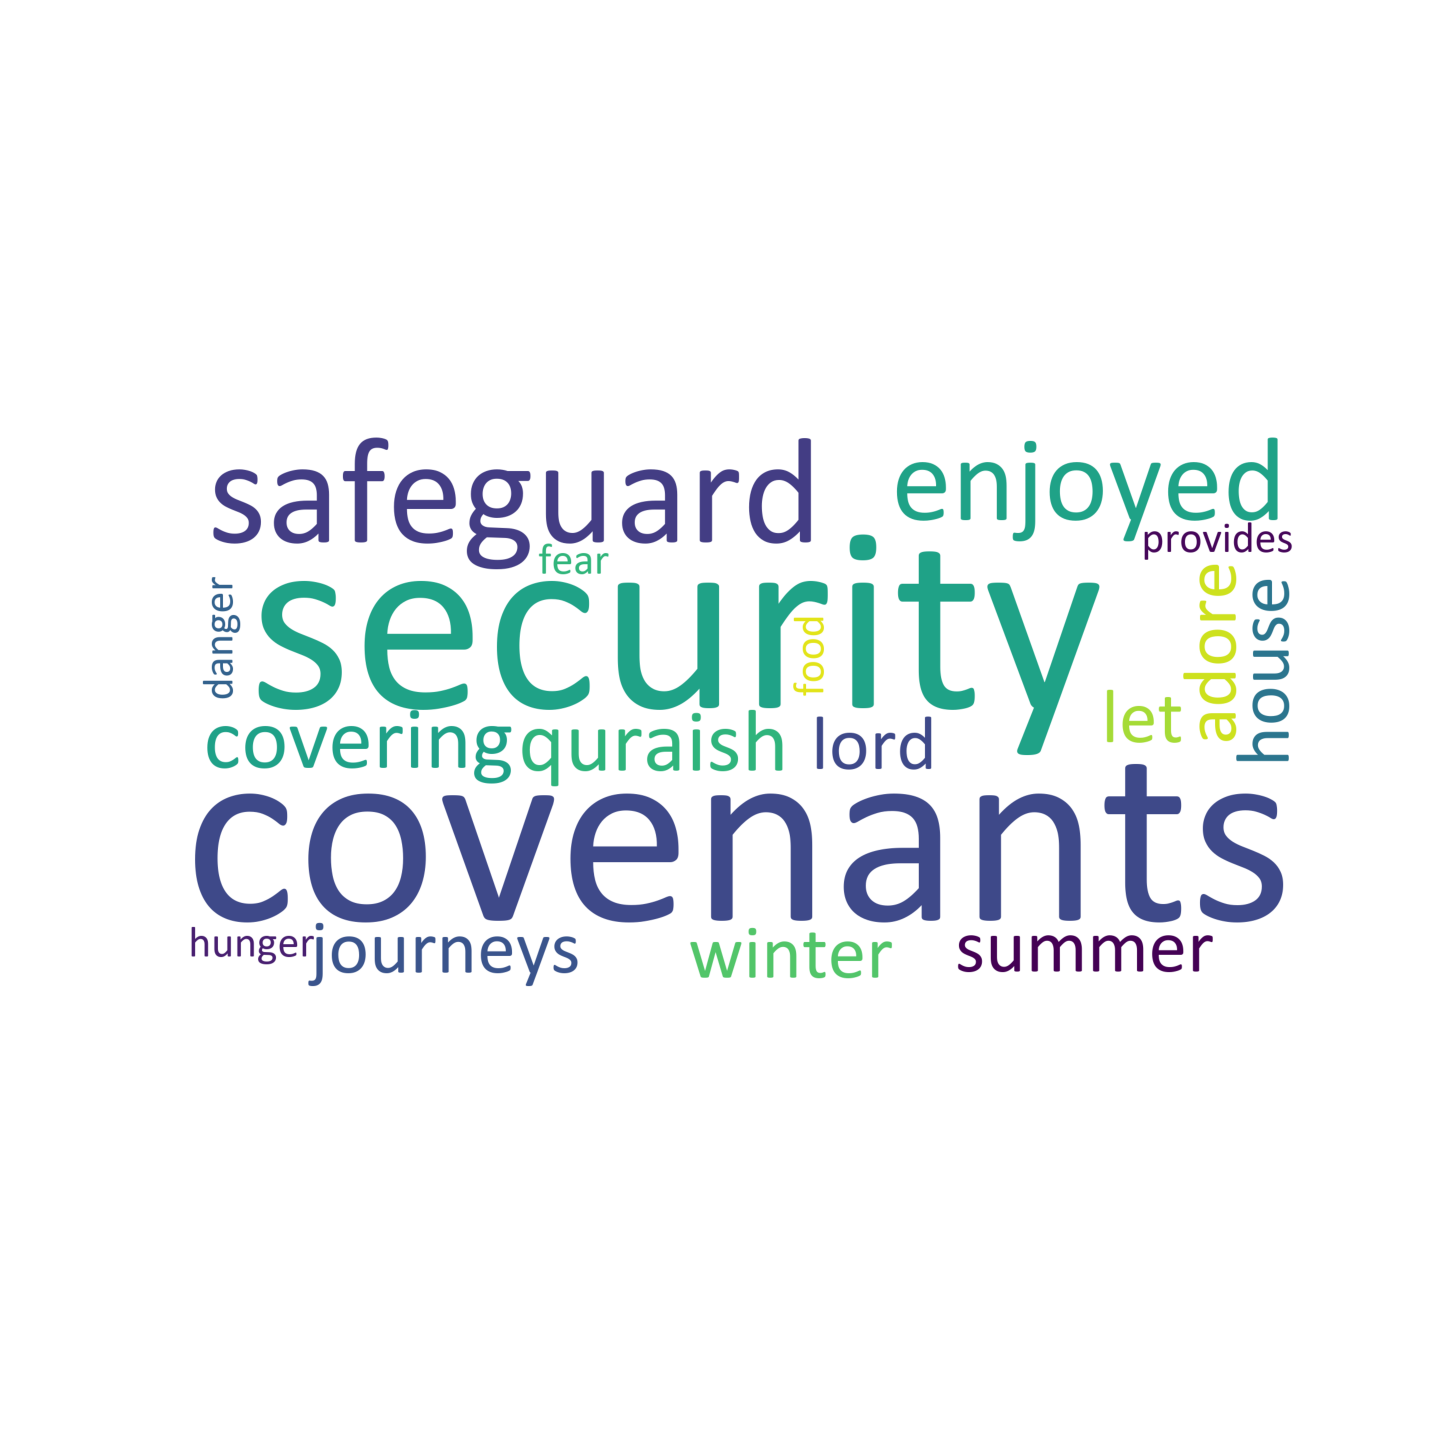 safeguard
enjoyed
provides
fear
security
danger
food
adore
house
let
covering
quraish
lord
covenants
hunger
journeys
winter
summer